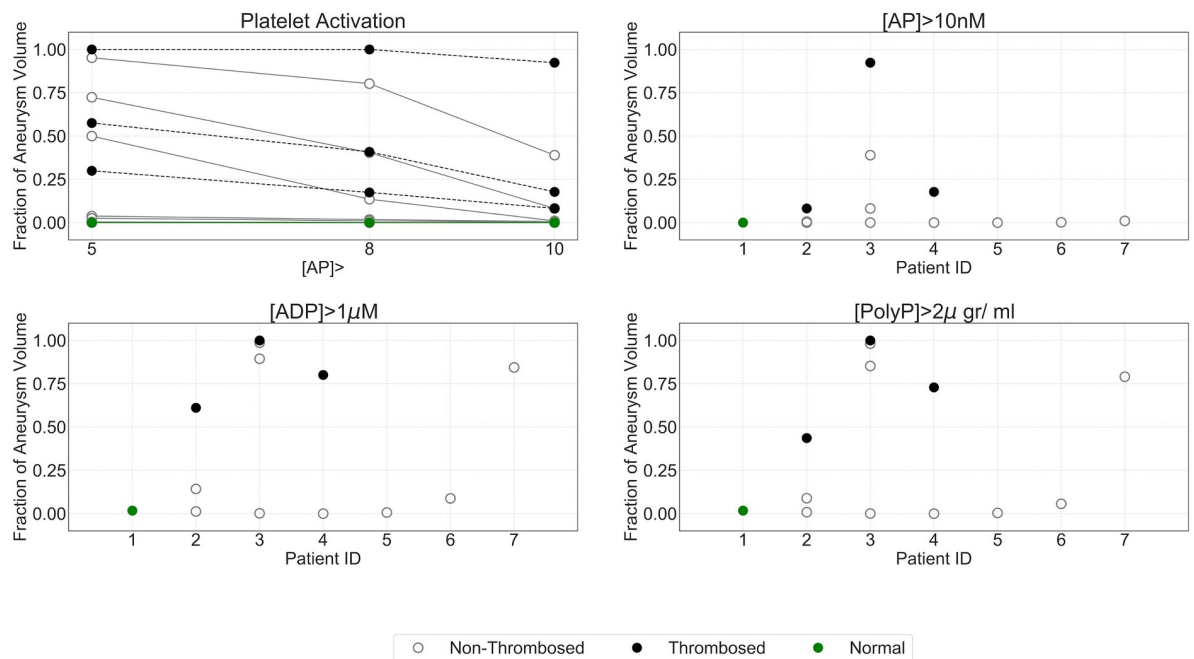 Platelet Activation
Fraction of Aneurysm Volume
1.00
0.75
0.50
0.25
0.00
5 8 10
[AP]>
[AP]>10nM
Fraction of Aneurysm Volume
1.00
0.75
0.50
0.25
0.00
1 2 3 4 5 6 7
Patient ID
[ADP]>1μM
Fraction of Aneurysm Volume
1.00
0.75
0.50
0.25
0.00
1 2 3 4 5 6 7
Patient ID
[PolyP]>2μ gr/ ml
Fraction of Aneurysm Volume
1.00
0.75
0.50
0.25
0.00
1 2 3 4 5 6 7
Patient ID
Non-Thrombosed Thrombosed Normal